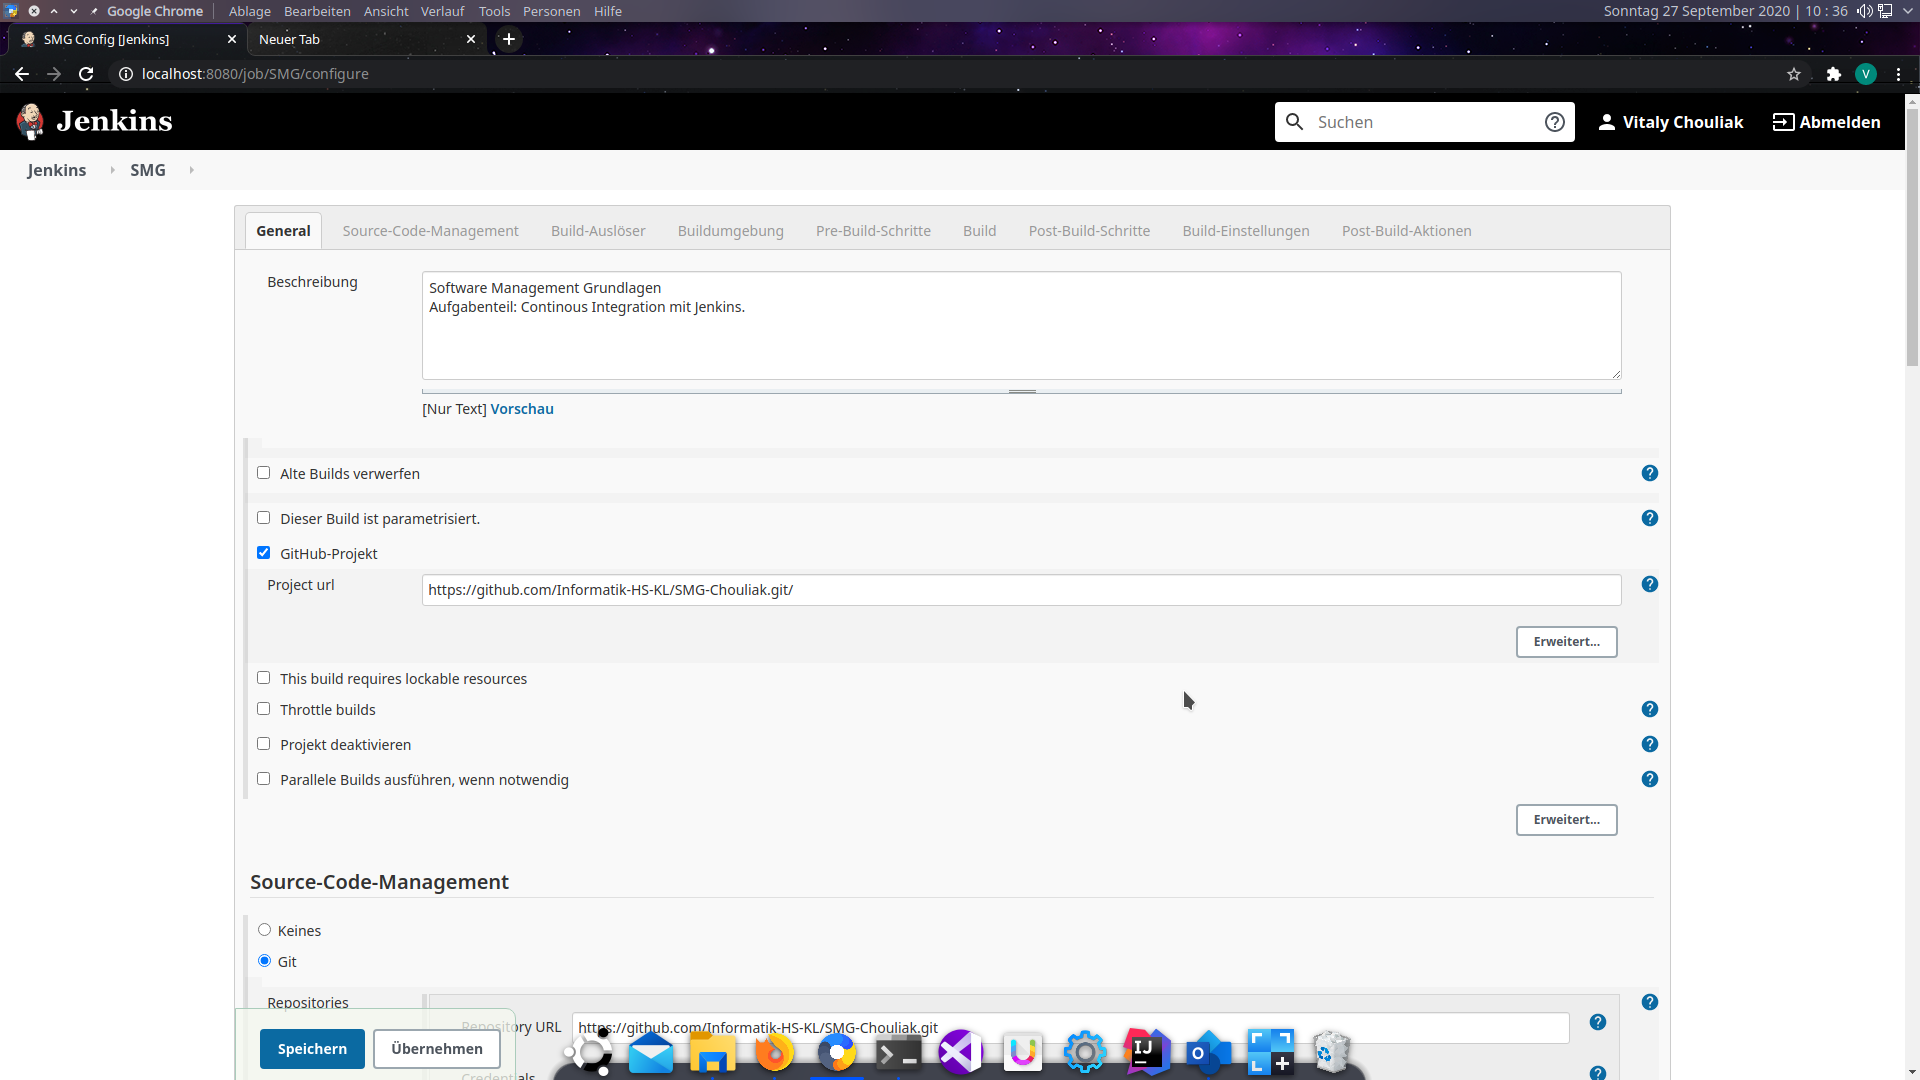 Google Chrome Ablage Bearbeiten Ansicht Verlauf Tools Personen Hilfe Sonntag 27 September 2020 | 10 : 36
SMG Config [Jenkins] Neuer Tab
localhost:8080/job/SMG/configure V
Jenkins Suchen Vitaly Chouliak Abmelden
Jenkins SMG
General Source-Code-Management Build-Auslöser Buildumgebung Pre-Build-Schritte Build Post-Build-Schritte Build-Einstellungen Post-Build-Aktionen
Beschreibung
Software Management Grundlagen
Aufgabenteil: Continous Integration mit Jenkins.
[Nur Text] Vorschau
Alte Builds verwerfen
Dieser Build ist parametrisiert.
GitHub-Projekt
Project url https://github.com/Informatik-HS-KL/SMG-Chouliak.git/
Erweitert...
This build requires lockable resources
Throttle builds
Projekt deaktivieren
Parallele Builds ausführen, wenn notwendig
Erweitert...
Source-Code-Management
Keines
Git
Repositories
Repository URL https://github.com/Informatik-HS-KL/SMG-Chouliak.git
Speichern Übernehmen
Credentials